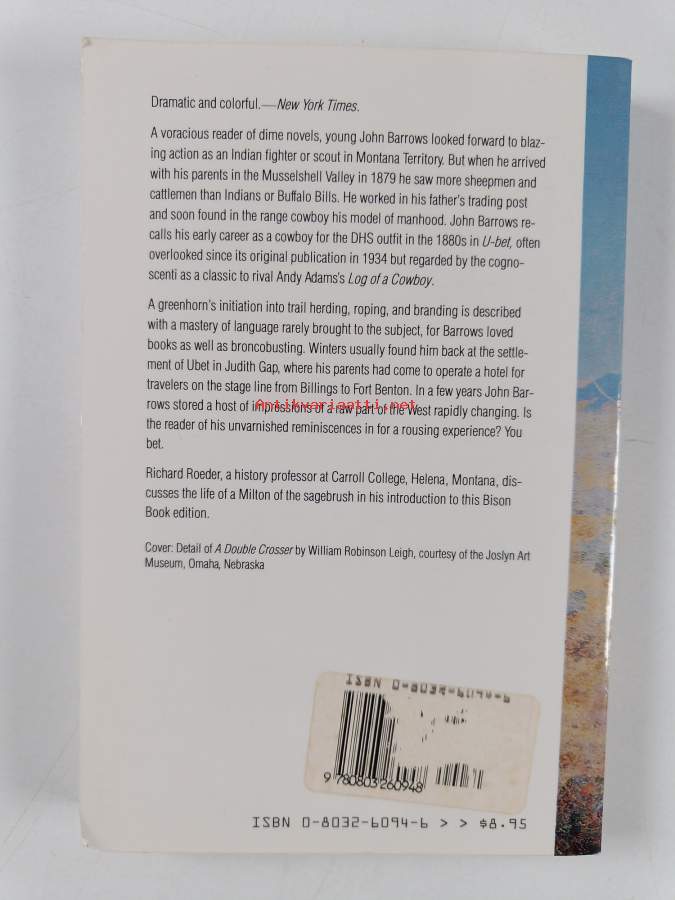 Dramatic and colorful.—New York Times.
A voracious reader of dime novels, young John Barrows looked forward to blaz-
ing action as an Indian fighter or scout in Montana Territory. But when he arrived
with his parents in the Musselshell Valley in 1879 he saw more sheepmen and
cattlemen than Indians or Buffalo Bills. He worked in his father's trading post
and soon found in the range cowboy his model of manhood. John Barrows re-
calls his early career as a cowboy for the DHS outfit in the 1880s in U-bet, often
overlooked since its original publication in 1934 but regarded by the cogno-
scenti as a classic to rival Andy Adams's Log of a Cowboy.
A greenhorn's initiation into trail herding, roping, and branding is described
with a mastery of language rarely brought to the subject, for Barrows loved
books as well as broncobusting. Winters usually found him back at the settle-
ment of Ubet in Judith Gap, where his parents had come to operate a hotel for
travelers on the stage line from Billings to Fort Benton. In a few years John Bar-
rows stored a host of impressions of a raw part of the West rapidly changing. Is
Antikvariaatti.net
the reader of his unvarnished reminiscences in for a rousing experience? You
bet.
Richard Roeder, a history professor at Carroll College, Helena, Montana, dis-
cusses the life of a Milton of the sagebrush in his introduction to this Bison
Book edition.
Cover: Detail of A Double Crosser by William Robinson Leigh, courtesy of the Joslyn Art
Museum, Omaha, Nebraska
ISBN 0-8034-6094-6
9 780803 260948
ISBN 0-8032-6094-6 > > $8.95